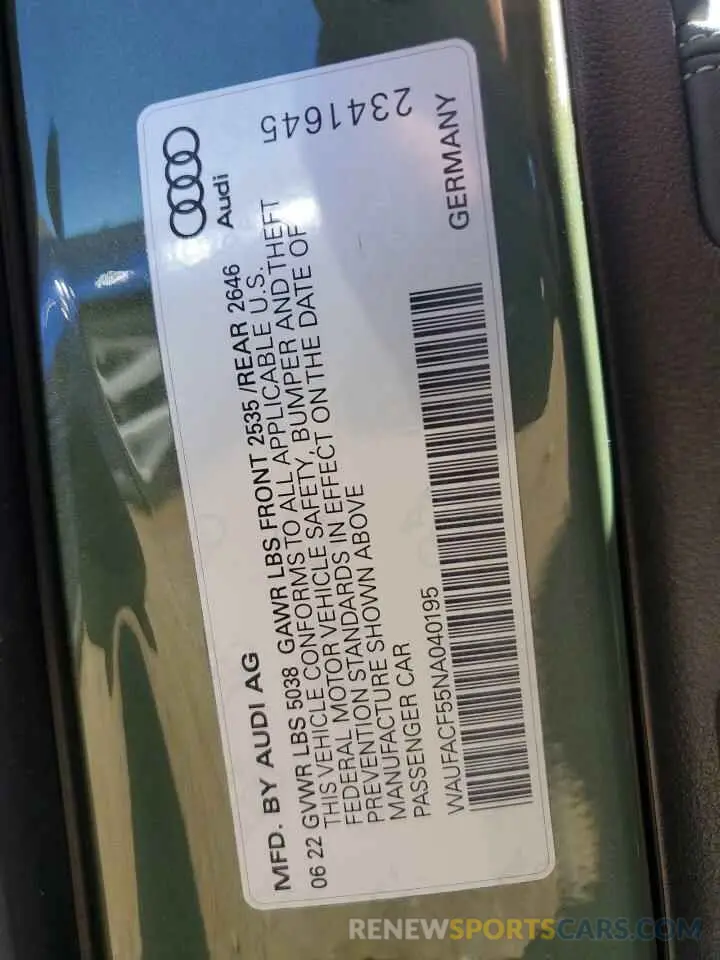 MFD. BY AUDI AG
Audi
06 22 GVWR LBS 5038 GAWR LBS FRONT 2535 /REAR 2646
THIS VEHICLE CONFORMS TO ALL APPLICABLE U.S.
FEDERAL MOTOR VEHICLE SAFETY, BUMPER AND THEFT
PREVENTION STANDARDS IN EFFECT ON THE DATE OF
MANUFACTURE SHOWN ABOVE
PASSENGER CAR
WAUFACF55NA040195
GERMANY
2341645
RENEWSPORTSCARS.COM